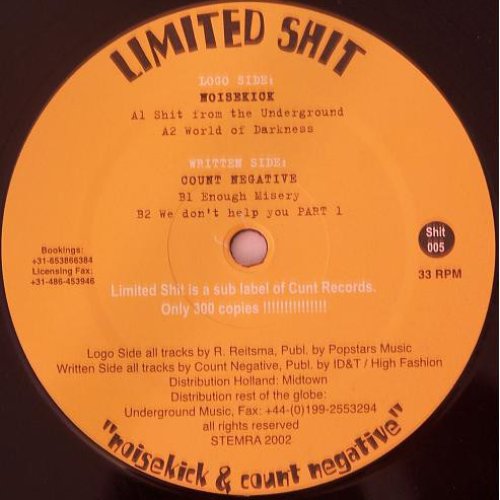 LIMITED SHIT
LOGO SIDE:
NOISEKICK
A1 Shit from the Underground
A2 World of Darkness
WRITTEN SIDE:
COUNT NEGATIVE
B1 Enough Misery
B2 We don't help you PART 1
Bookings:
+31-653866384
Licensing Fax:
+31-486-453946
Shit
005
33 RPM
Limited Shit is a sub label of Cunt Records.
Only 300 copies !!!!!!!!!!!!!!!
Logo Side all tracks by R. Reitsma, Publ. by Popstars Music
Written Side all tracks by Count Negative, Publ. by ID&T / High Fashion
Distribution Holland: Midtown
Distribution rest of the globe:
Underground Music, Fax: +44-(0)199-2553294
all rights reserved
STEMRA 2002
"noisekick & count negative"